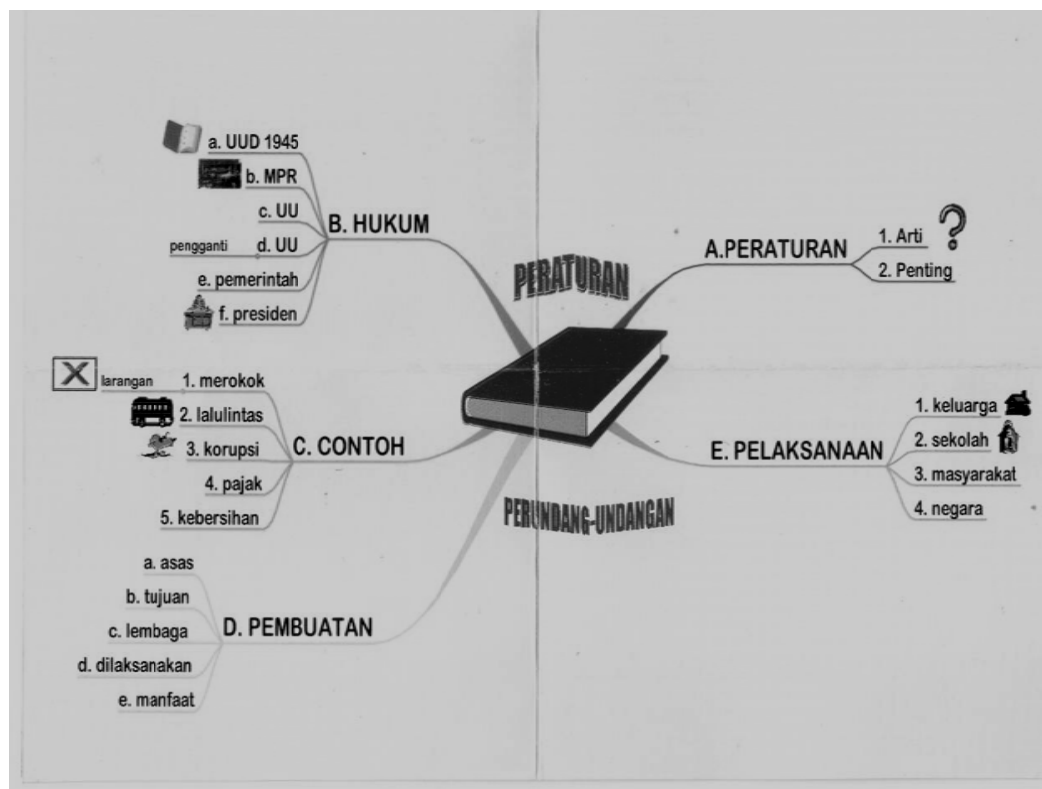 PERATURAN
PERUNDANG-UNDANGAN
A.PERATURAN
1. Arti
2. Penting
B. HUKUM
a. UUD 1945
b. MPR
c. UU
pengganti d. UU
e. pemerintah
f. presiden
C. CONTOH
larangan 1. merokok
2. lalulintas
3. korupsi
4. pajak
5. kebersihan
D. PEMBUATAN
a. asas
b. tujuan
c. lembaga
d. dilaksanakan
e. manfaat
E. PELAKSANAAN
1. keluarga
2. sekolah
3. masyarakat
4. negara